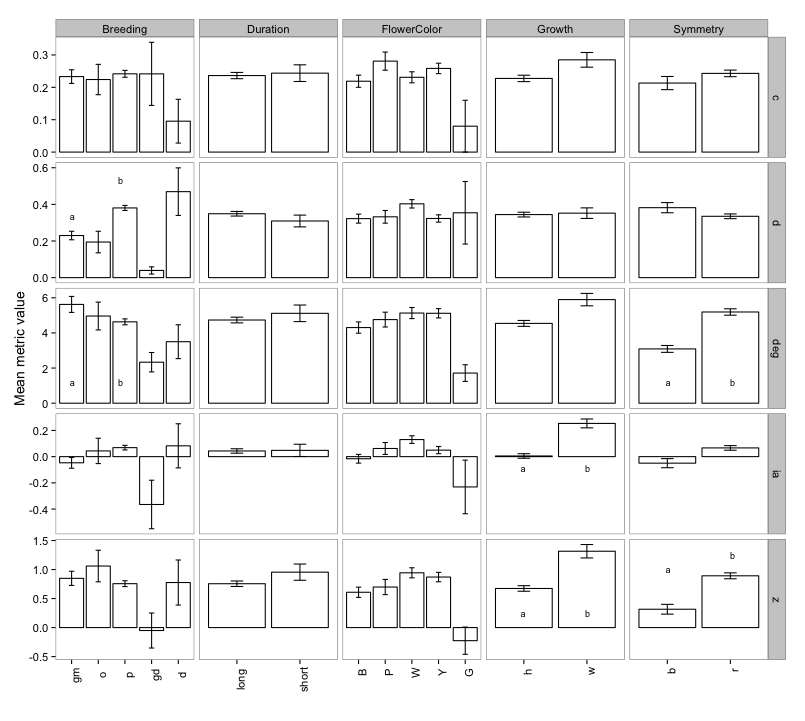 Breeding Duration FlowerColor Growth Symmetry
Mean metric value
0.3
0.2
0.1
0.0
c
0.6
0.4
0.2
0.0
a b
d
6
4
2
0
a b a b
deg
0.2
0.0
-0.2
-0.4
a b
ia
1.5
1.0
0.5
0.0
-0.5
a b a b
z
gm o p gd d long short B P W Y G h w b r